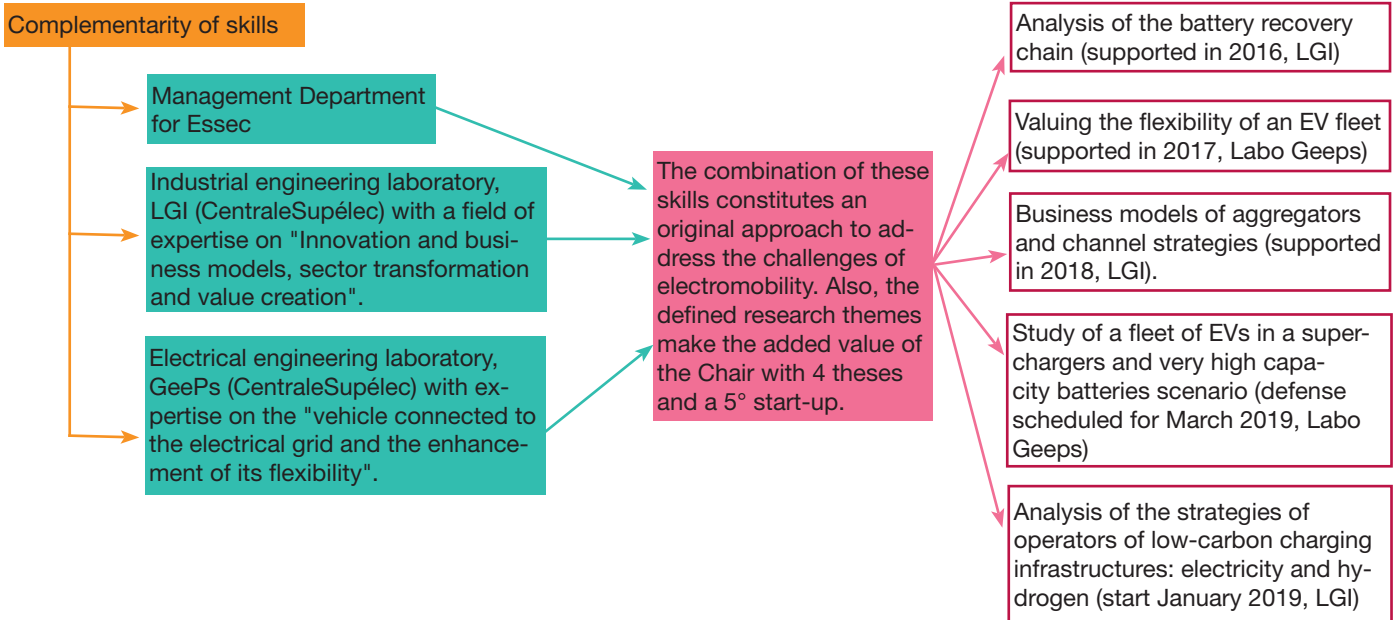 Complementarity of skills
Management Department
for Essec
Industrial engineering laboratory,
LGI (CentraleSupélec) with a field of
expertise on "Innovation and busi-
ness models, sector transformation
and value creation".
Electrical engineering laboratory,
GeePs (CentraleSupélec) with ex-
pertise on the "vehicle connected to
the electrical grid and the enhance-
ment of its flexibility".
The combination of these
skills constitutes an
original approach to ad-
dress the challenges of
electromobility. Also, the
defined research themes
make the added value of
the Chair with 4 theses
and a 5° start-up.
Analysis of the battery recovery
chain (supported in 2016, LGI)
Valuing the flexibility of an EV fleet
(supported in 2017, Labo Geeps)
Business models of aggregators
and channel strategies (supported
in 2018, LGI).
Study of a fleet of EVs in a super-
chargers and very high capa-
city batteries scenario (defense
scheduled for March 2019, Labo
Geeps)
Analysis of the strategies of
operators of low-carbon charging
infrastructures: electricity and hy-
drogen (start January 2019, LGI)